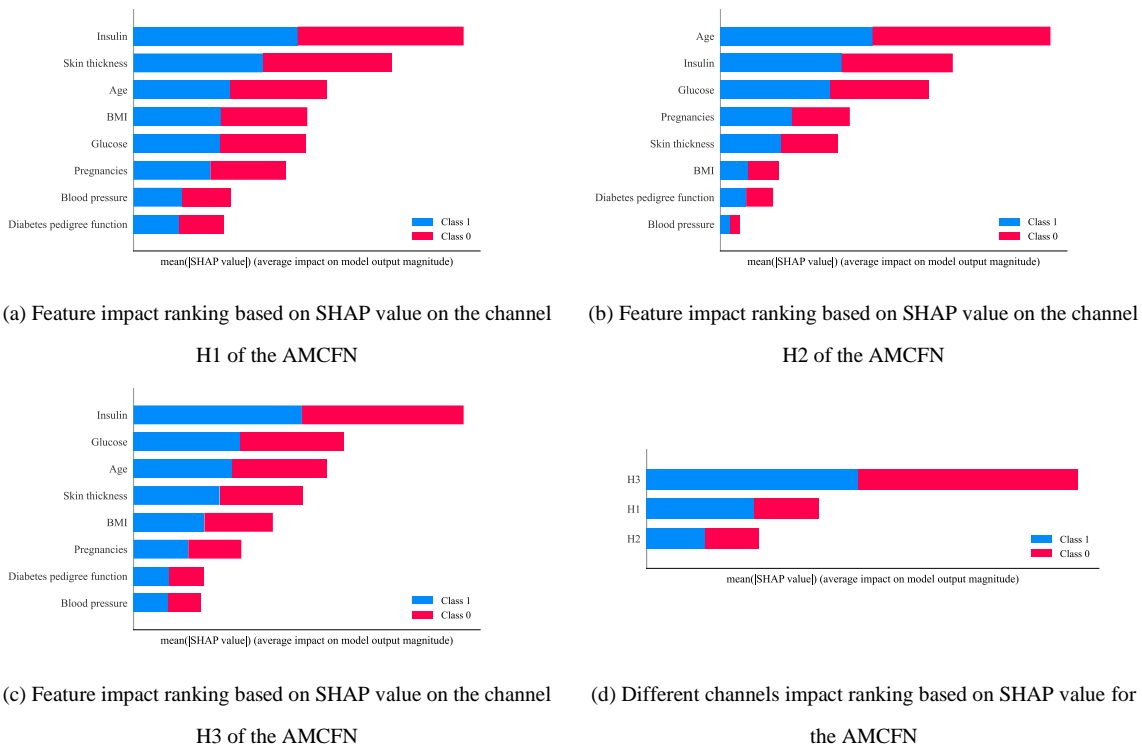 Insulin
Skin thickness
Age
BMI
Glucose
Pregnancies
Blood pressure
Diabetes pedigree function
Class 1
Class 0
mean(|SHAP value|) (average impact on model output magnitude)
(a) Feature impact ranking based on SHAP value on the channel
H1 of the AMCFN
Age
Insulin
Glucose
Pregnancies
Skin thickness
BMI
Diabetes pedigree function
Blood pressure
Class 1
Class 0
mean(|SHAP value|) (average impact on model output magnitude)
(b) Feature impact ranking based on SHAP value on the channel
H2 of the AMCFN
Insulin
Glucose
Age
Skin thickness
BMI
Pregnancies
Diabetes pedigree function
Blood pressure
Class 1
Class 0
mean(|SHAP value|) (average impact on model output magnitude)
(c) Feature impact ranking based on SHAP value on the channel
H3 of the AMCFN
H3
H1
H2
Class 1
Class 0
mean(|SHAP value|) (average impact on model output magnitude)
(d) Different channels impact ranking based on SHAP value for
the AMCFN